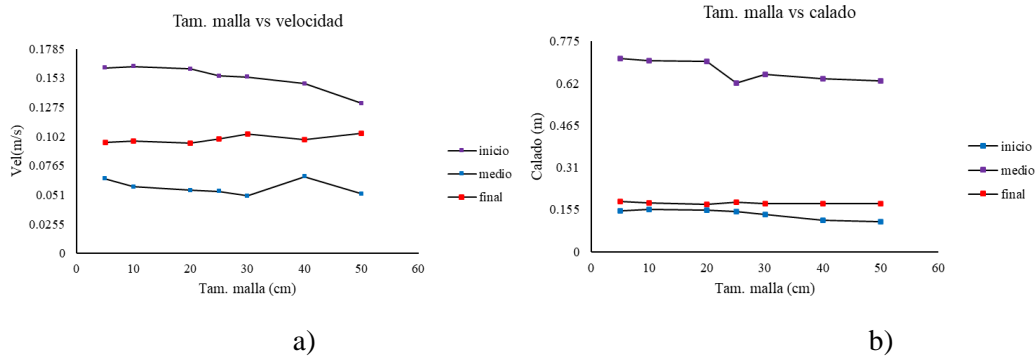 Tam. malla vs velocidad
0.1785
0.153
0.1275
0.102
0.0765
0.051
0.0255
0
Vel(m/s)
0 10 20 30 40 50 60
Tam. malla (cm)
inicio
medio
final
a)
Tam. malla vs calado
0.775
0.62
0.465
0.31
0.155
0
Calado (m)
0 10 20 30 40 50 60
Tam. malla (cm)
inicio
medio
final
b)